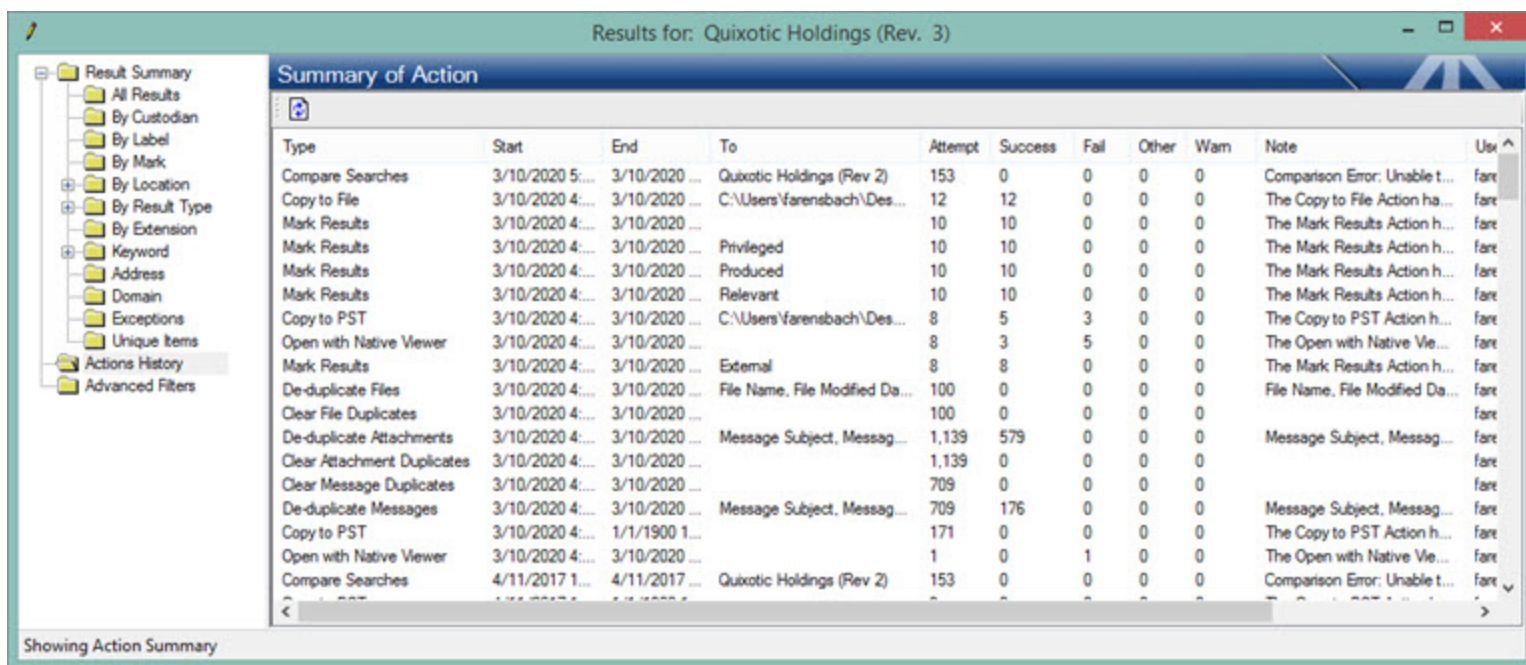 Results for: Quixotic Holdings (Rev. 3)
Result Summary
All Results
By Custodian
By Label
By Mark
By Location
By Result Type
By Extension
Keyword
Address
Domain
Exceptions
Unique Items
Actions History
Advanced Filters
Summary of Action
Type Start End To Attempt Success Fail Other Warn Note Use
Compare Searches 3/10/2020 5:... 3/10/2020 ... Quixotic Holdings (Rev 2) 153 0 0 0 0 Comparison Error: Unable t... fare
Copy to File 3/10/2020 4:... 3/10/2020 ... C:\Users\farensbach\Des... 12 12 0 0 0 The Copy to File Action ha... fare
Mark Results 3/10/2020 4:... 3/10/2020 ... 10 10 0 0 0 The Mark Results Action h... fare
Mark Results 3/10/2020 4:... 3/10/2020 ... Privileged 10 10 0 0 0 The Mark Results Action h... fare
Mark Results 3/10/2020 4:... 3/10/2020 ... Produced 10 10 0 0 0 The Mark Results Action h... fare
Mark Results 3/10/2020 4:... 3/10/2020 ... Relevant 10 10 0 0 0 The Mark Results Action h... fare
Copy to PST 3/10/2020 4:... 3/10/2020 ... C:\Users\farensbach\Des... 8 5 3 0 0 The Copy to PST Action h... fare
Open with Native Viewer 3/10/2020 4:... 3/10/2020 ... 8 3 5 0 0 The Open with Native Vie... fare
Mark Results 3/10/2020 4:... 3/10/2020 ... External 8 8 0 0 0 The Mark Results Action h... fare
De-duplicate Files 3/10/2020 4:... 3/10/2020 ... File Name, File Modified Da... 100 0 0 0 0 File Name, File Modified Da... fare
Clear File Duplicates 3/10/2020 4:... 3/10/2020 ... 100 0 0 0 0 fare
De-duplicate Attachments 3/10/2020 4:... 3/10/2020 ... Message Subject, Messag... 1,139 579 0 0 0 Message Subject, Messag... fare
Clear Attachment Duplicates 3/10/2020 4:... 3/10/2020 ... 1,139 0 0 0 0 fare
Clear Message Duplicates 3/10/2020 4:... 3/10/2020 ... 709 0 0 0 0 fare
De-duplicate Messages 3/10/2020 4:... 3/10/2020 ... Message Subject, Messag... 709 176 0 0 0 Message Subject, Messag... fare
Copy to PST 3/10/2020 4:... 1/1/1900 1... 171 0 0 0 0 The Copy to PST Action h... fare
Open with Native Viewer 3/10/2020 4:... 3/10/2020 ... 1 0 1 0 0 The Open with Native Vie... fare
Compare Searches 4/11/2017 1... 4/11/2017 ... Quixotic Holdings (Rev 2) 153 0 0 0 0 Comparison Error: Unable t... fare
Showing Action Summary